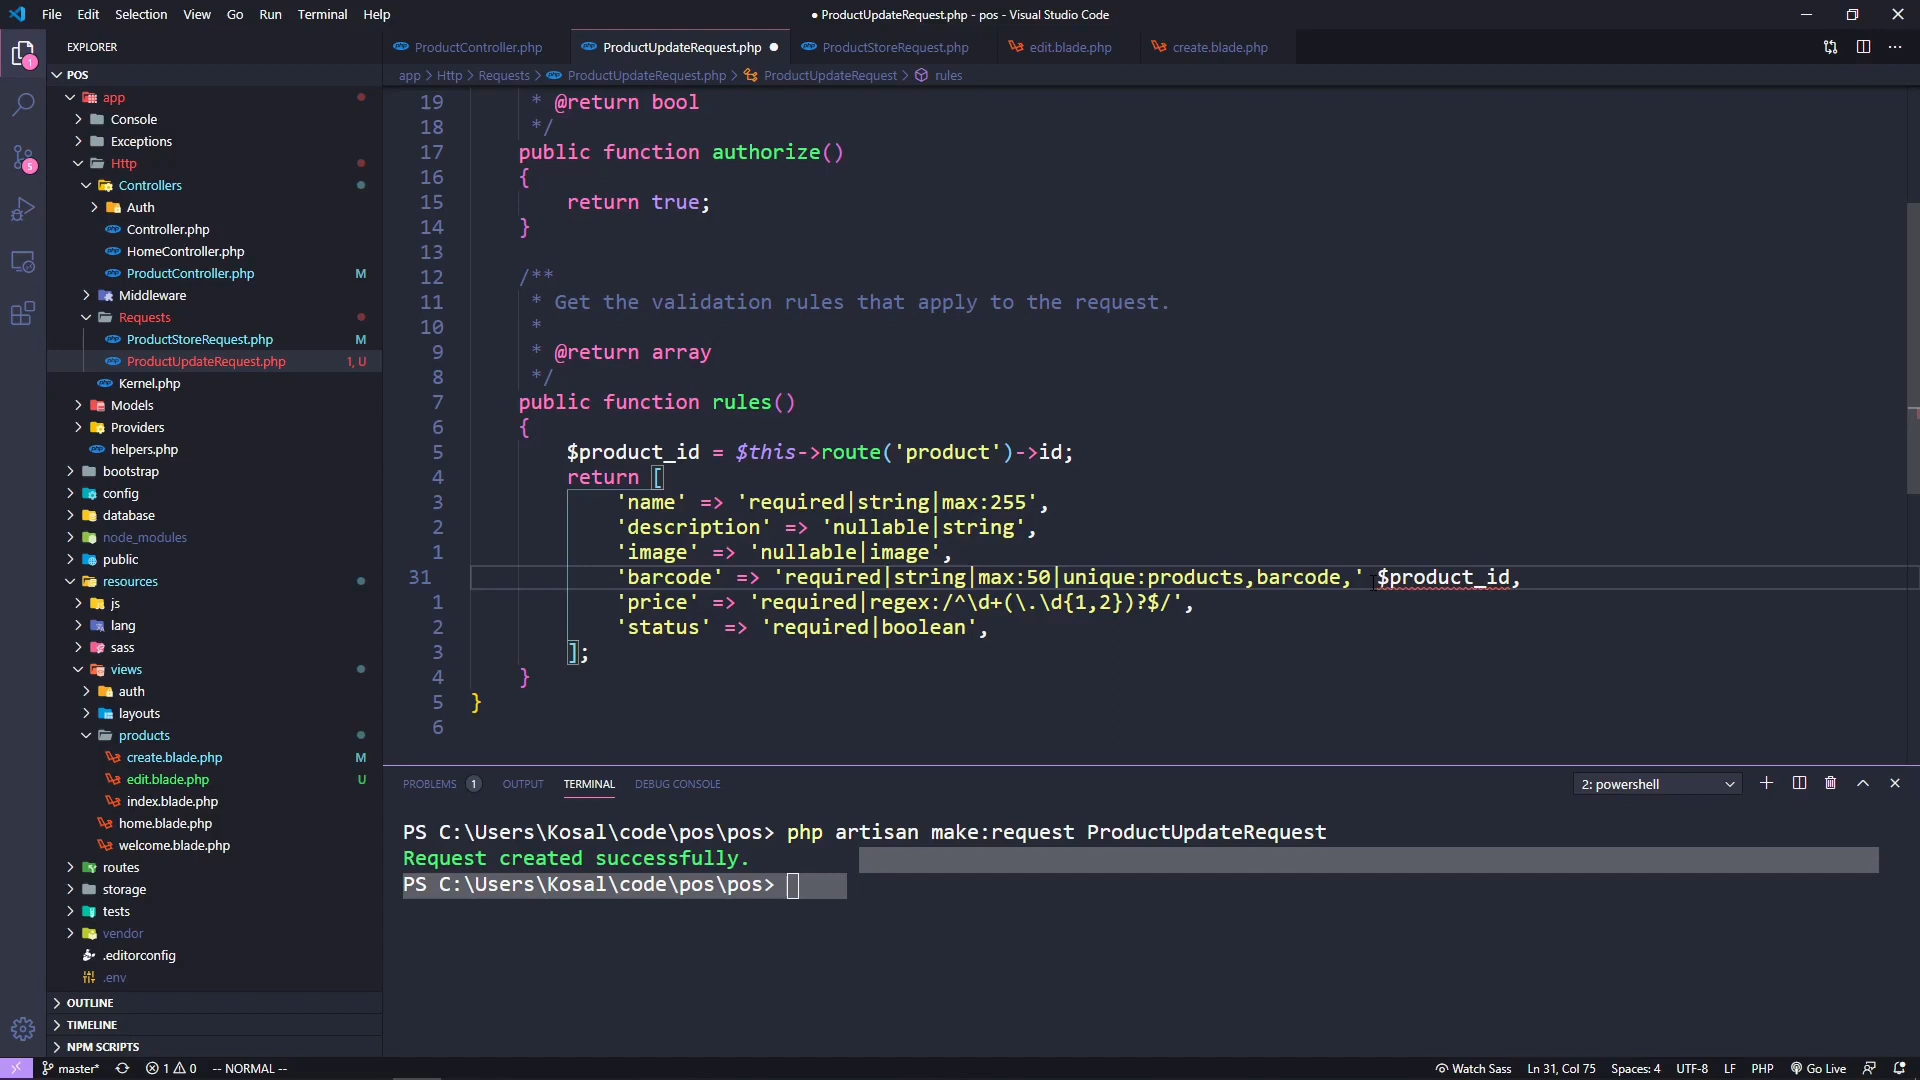 File Edit Selection View Go Run Terminal Help
● ProductUpdateRequest.php - pos - Visual Studio Code
EXPLORER
POS
app
Console
Exceptions
Http
Controllers
Auth
Controller.php
HomeController.php
ProductController.php M
Middleware
Requests
ProductStoreRequest.php M
ProductUpdateRequest.php 1, U
Kernel.php
Models
Providers
helpers.php
bootstrap
config
database
node_modules
public
resources
js
lang
sass
views
auth
layouts
products
create.blade.php M
edit.blade.php U
index.blade.php
home.blade.php
welcome.blade.php
routes
storage
tests
vendor
.editorconfig
.env
OUTLINE
TIMELINE
NPM SCRIPTS
1
5
ProductController.php ProductUpdateRequest.php ● ProductStoreRequest.php edit.blade.php create.blade.php
app > Http > Requests > ProductUpdateRequest.php > ProductUpdateRequest > rules
19 * @return bool
18 */
17 public function authorize()
16 {
15 return true;
14 }
13
12 /**
11 * Get the validation rules that apply to the request.
10 *
9 * @return array
8 */
7 public function rules()
6 {
5 $product_id = $this->route('product')->id;
4 return [
3 'name' => 'required|string|max:255',
2 'description' => 'nullable|string',
1 'image' => 'nullable|image',
31 'barcode' => 'required|string|max:50|unique:products,barcode,' $product_id,
1 'price' => 'required|regex:/^\d+(\.\d{1,2})?$/',
2 'status' => 'required|boolean',
3 ];
4 }
5 }
6
PROBLEMS 1 OUTPUT TERMINAL DEBUG CONSOLE 2: powershell
PS C:\Users\Kosal\code\pos\pos> php artisan make:request ProductUpdateRequest
Request created successfully.
PS C:\Users\Kosal\code\pos\pos>
master* 1 0 -- NORMAL -- Watch Sass Ln 31, Col 75 Spaces: 4 UTF-8 LF PHP Go Live